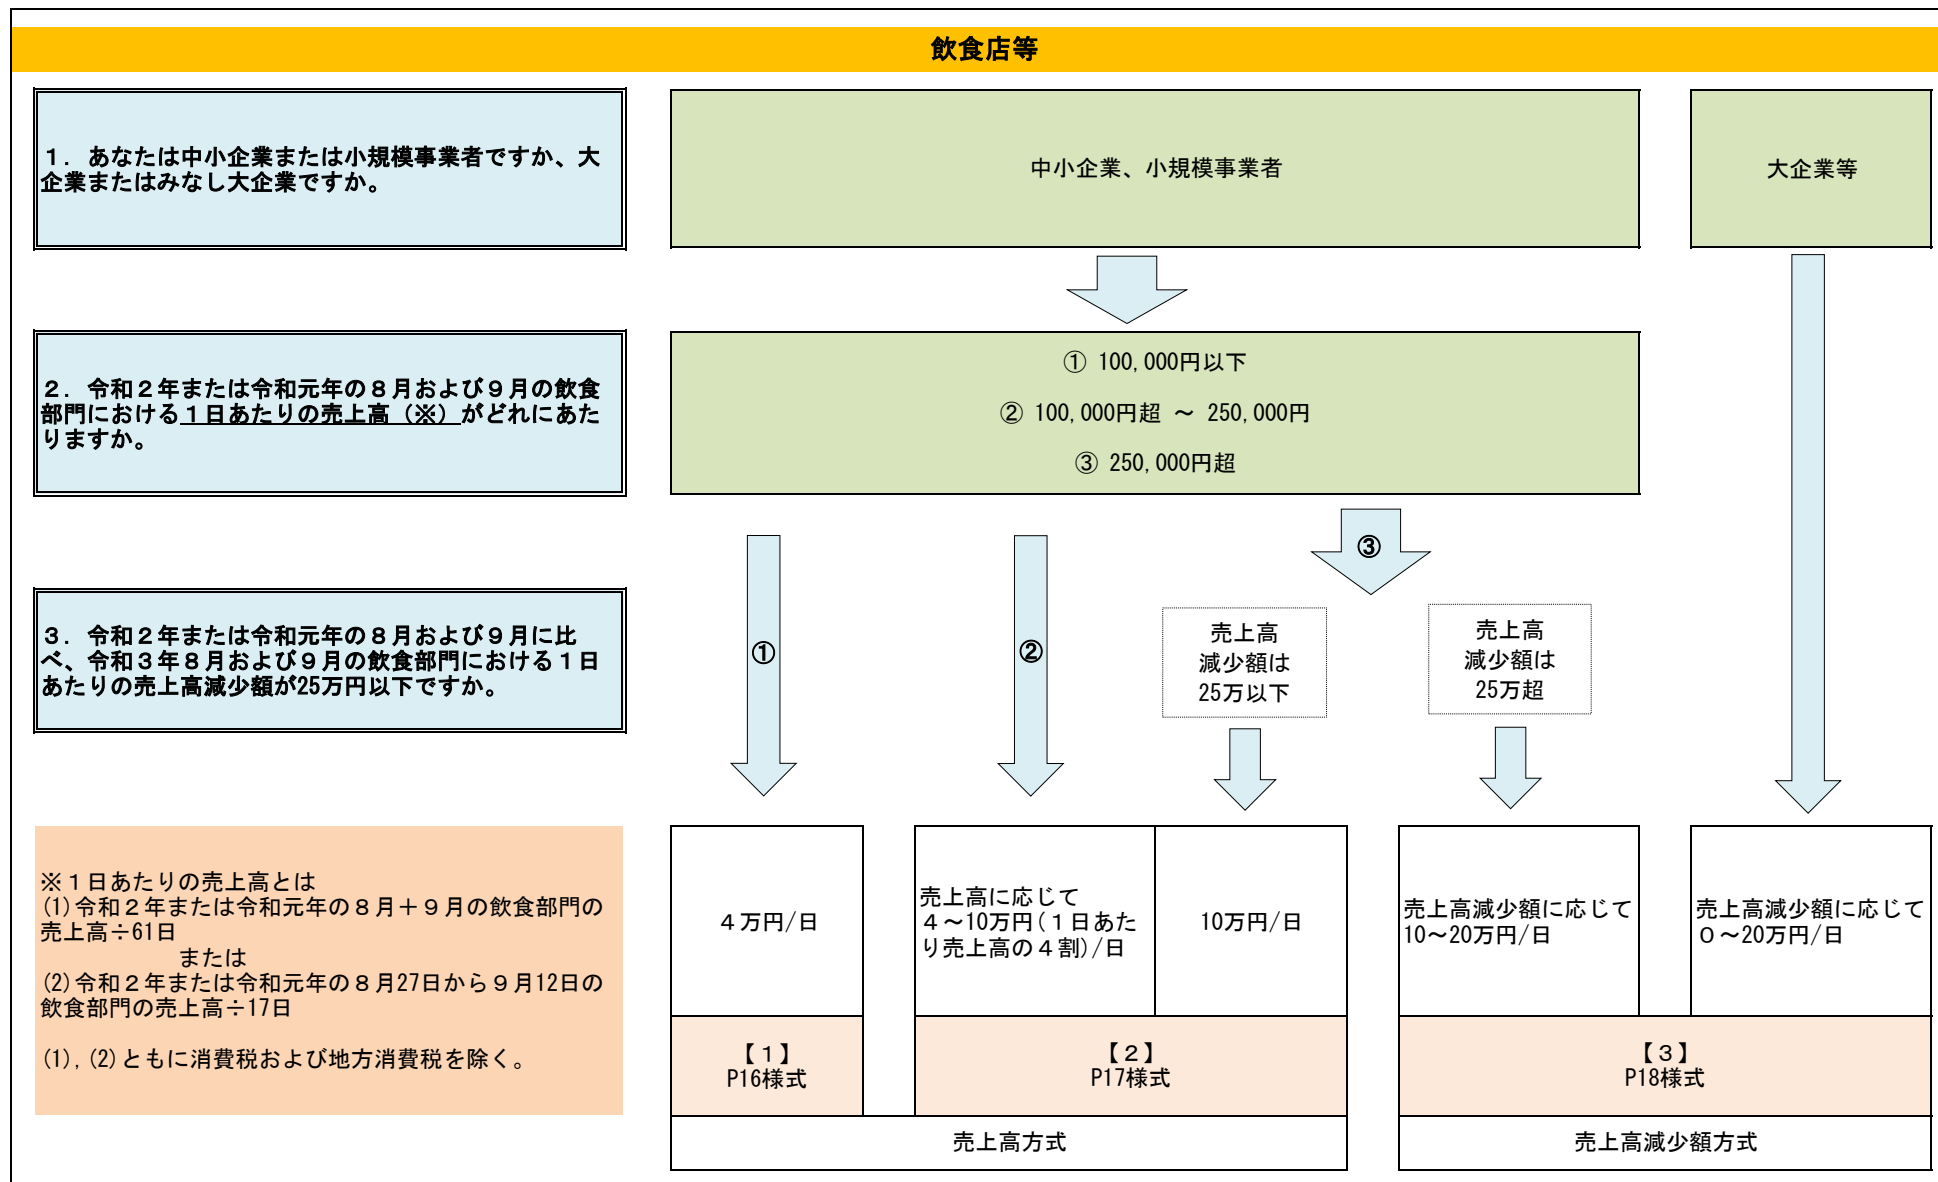 飲食店等
１．あなたは中小企業または小規模事業者ですか、大
企業またはみなし大企業ですか。
中小企業、小規模事業者
大企業等
２．令和２年または令和元年の８月および９月の飲食
部門における１日あたりの売上高（※）がどれにあた
りますか。
① 100,000円以下
② 100,000円超 ～ 250,000円
③ 250,000円超
３．令和２年または令和元年の８月および９月に比
べ、令和３年８月および９月の飲食部門における１日
あたりの売上高減少額が25万円以下ですか。
①
②
③
売上高
減少額は
25万以下
売上高
減少額は
25万超
※１日あたりの売上高とは
(1)令和２年または令和元年の８月＋９月の飲食部門の
売上高÷61日
または
(2)令和２年または令和元年の８月27日から９月12日の
飲食部門の売上高÷17日
(1),(2)ともに消費税および地方消費税を除く。
４万円/日
売上高に応じて
４～10万円(１日あた
り売上高の４割)/日
10万円/日
売上高減少額に応じて
10～20万円/日
売上高減少額に応じて
０～20万円/日
【１】
P16様式
【２】
P17様式
【３】
P18様式
売上高方式
売上高減少額方式